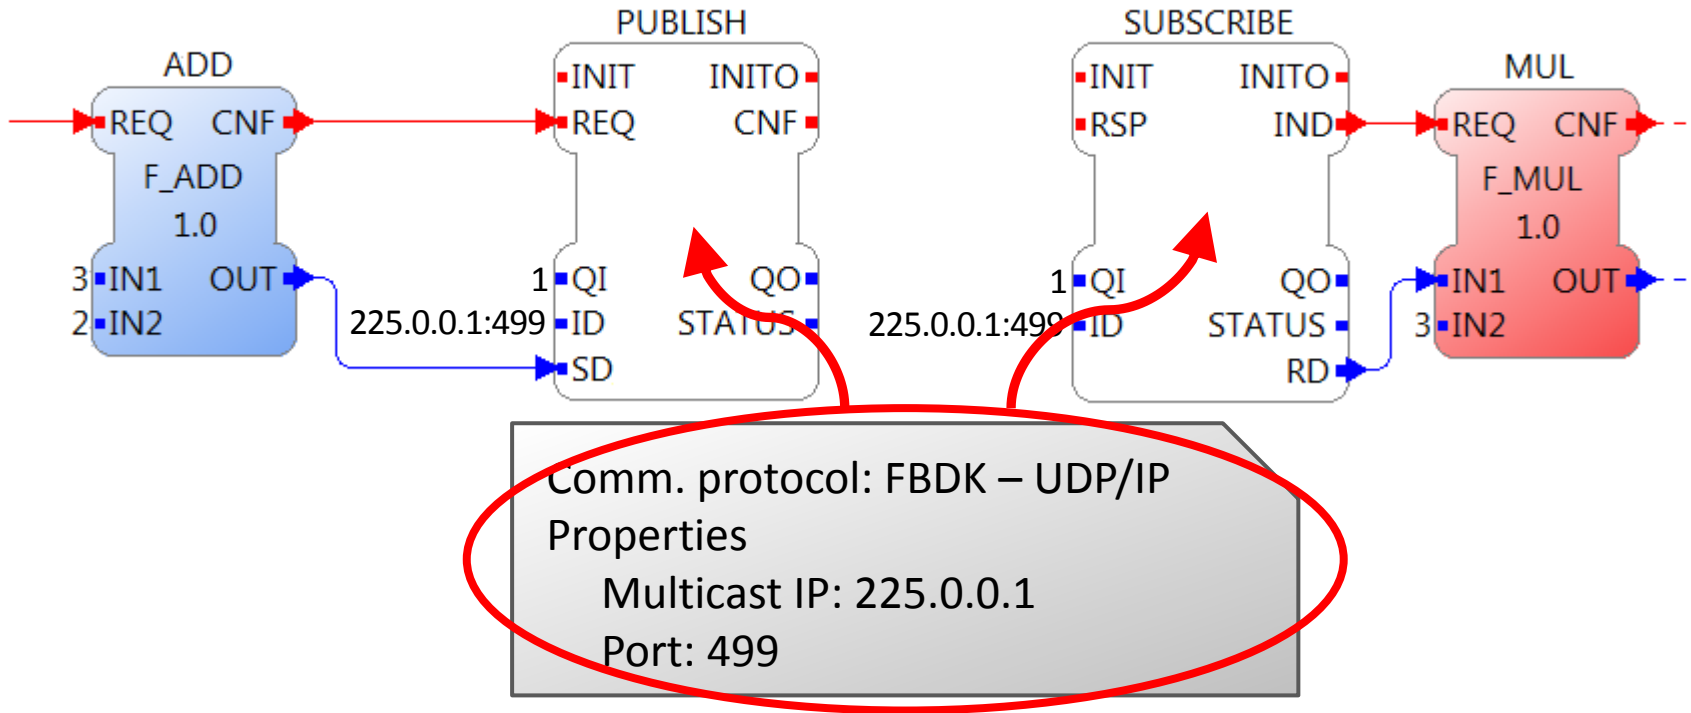 ADD
REQ CNF
F_ADD
1.0
3 IN1 OUT
2 IN2
PUBLISH
INIT INITO
REQ CNF
1 QI QO
225.0.0.1:499 ID STATUS
SD
SUBSCRIBE
INIT INITO
RSP IND
1 QI QO
225.0.0.1:499 ID STATUS
RD
MUL
REQ CNF
F_MUL
1.0
IN1 OUT
3 IN2
Comm. protocol: FBDK – UDP/IP
Properties
Multicast IP: 225.0.0.1
Port: 499